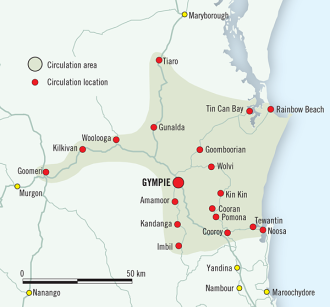 Maryborough
Circulation area
Tiaro
Circulation location
Tin Can Bay
Rainbow Beach
Gunalda
Woolooga
Kilkivan
Goomboorian
Wolvi
Goomeri
GYMPIE
Murgon
Kin Kin
Amamoor
Cooran
Pomona
Tewantin
Kandanga
Cooroy
Noosa
Imbil
0
50 km
Yandina
Nambour
Maroochydore
Nanango